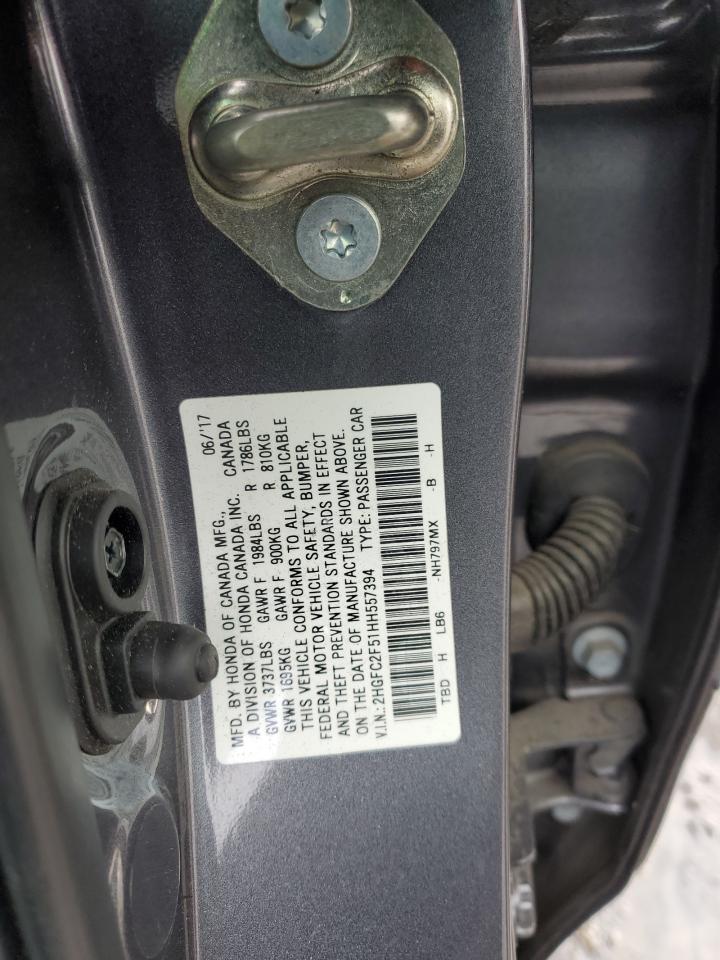 MFD. BY HONDA OF CANADA MFG., 06/17
A DIVISION OF HONDA CANADA INC. CANADA
GVWR 3737LBS GAWR F 1984LBS R 1786LBS
GVWR 1695KG GAWR F 900KG R 810KG
THIS VEHICLE CONFORMS TO ALL APPLICABLE
FEDERAL MOTOR VEHICLE SAFETY, BUMPER,
AND THEFT PREVENTION STANDARDS IN EFFECT
ON THE DATE OF MANUFACTURE SHOWN ABOVE.
V.I.N.: 2HGFC2F51HH557394 TYPE: PASSENGER CAR
TBD H LB6 -NH797MX -B -H